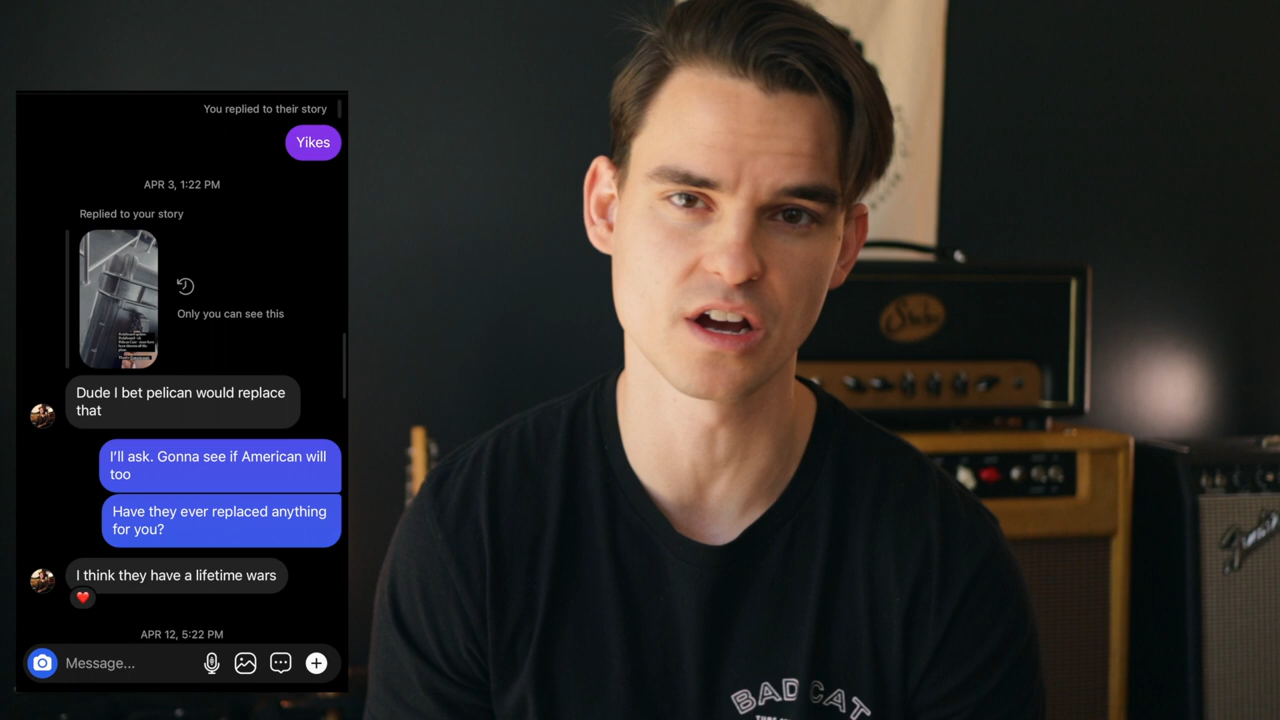 You replied to their story
Yikes
APR 3, 1:22 PM
Replied to your story
Only you can see this
Dude I bet pelican would replace
that
I'll ask. Gonna see if American will
too
Have they ever replaced anything
for you?
I think they have a lifetime wars
APR 12, 5:22 PM
Message...
BAD CAT